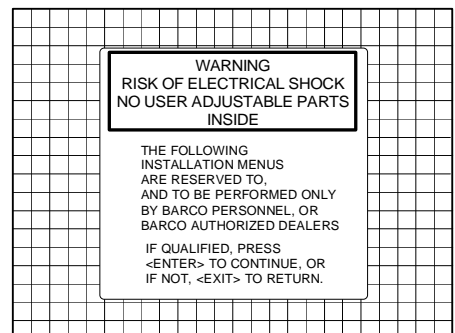 WARNING
RISK OF ELECTRICAL SHOCK
NO USER ADJUSTABLE PARTS
INSIDE
THE FOLLOWING
INSTALLATION MENUS
ARE RESERVED TO,
AND TO BE PERFORMED ONLY
BY BARCO PERSONNEL, OR
BARCO AUTHORIZED DEALERS
IF QUALIFIED, PRESS
<ENTER> TO CONTINUE, OR
IF NOT, <EXIT> TO RETURN.